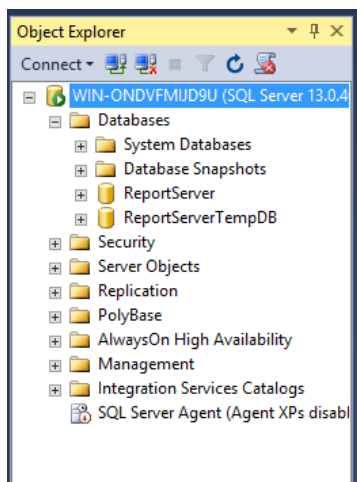 Object Explorer
Connect
WIN-ONDVFMIJD9U (SQL Server 13.0.4
Databases
System Databases
Database Snapshots
ReportServer
ReportServerTempDB
Security
Server Objects
Replication
PolyBase
AlwaysOn High Availability
Management
Integration Services Catalogs
SQL Server Agent (Agent XPs disabl